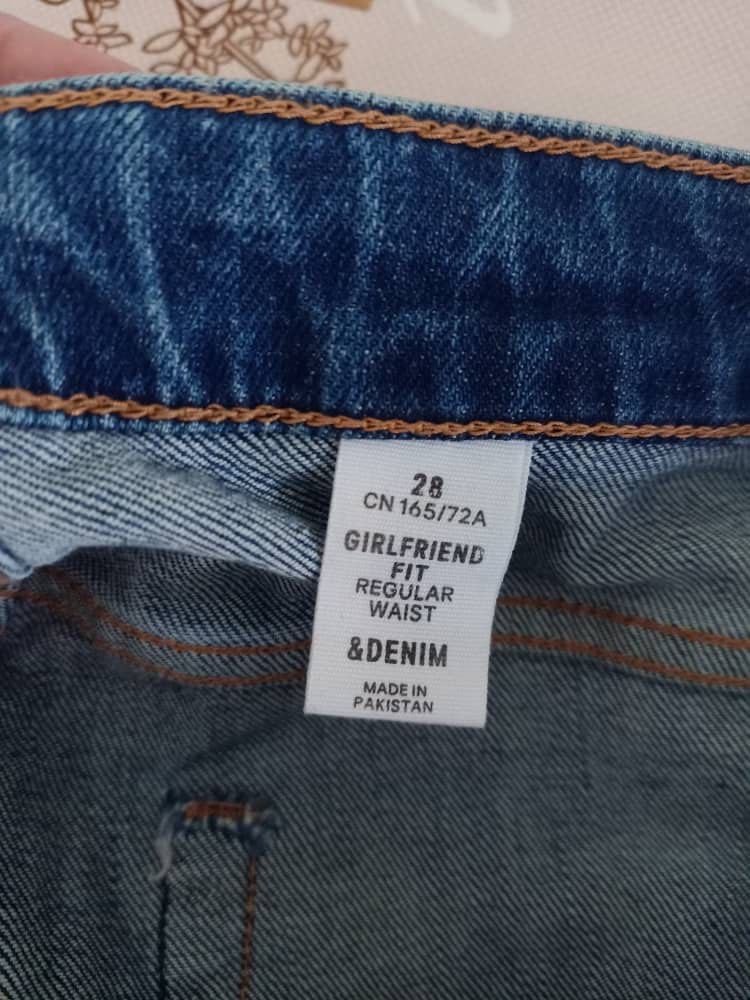 28
CN 165/72A
GIRLFRIEND
FIT
REGULAR
WAIST
&DENIM
MADE IN
PAKISTAN